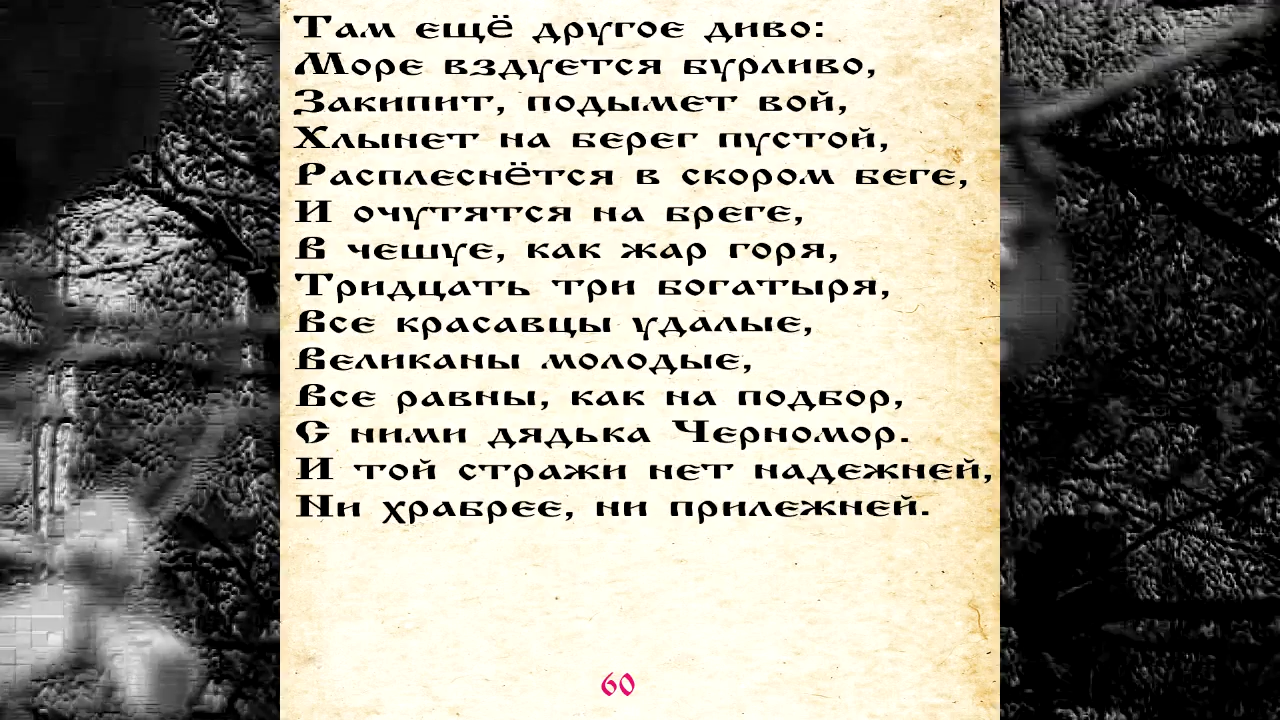 Там ещё другое диво:
Море вздуется бурливо,
Закипит, подымет вой,
Хлынет на берег пустой,
Расплеснётся в скором беге,
И очутятся на бреге,
В чешуе, как жар горя,
Тридцать три богатыря,
Все красавцы удалые,
Великаны молодые,
Все равны, как на подбор,
С ними дядька Черномор.
И той стражи нет надежней,
Ни храбрее, ни прилежней.
60